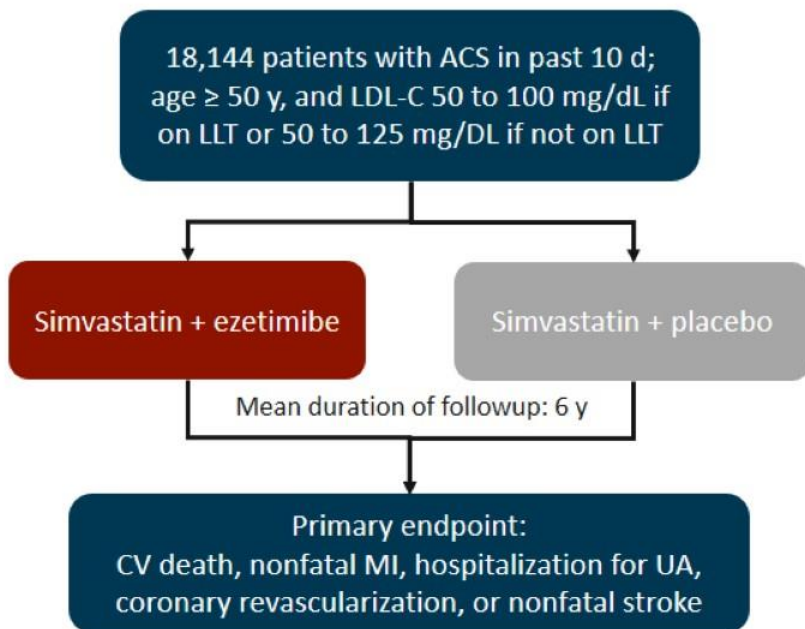 18,144 patients with ACS in past 10 d;
age ≥ 50 y, and LDL-C 50 to 100 mg/dL if
on LLT or 50 to 125 mg/DL if not on LLT
Simvastatin + ezetimibe
Simvastatin + placebo
Mean duration of followup: 6 y
Primary endpoint:
CV death, nonfatal MI, hospitalization for UA,
coronary revascularization, or nonfatal stroke